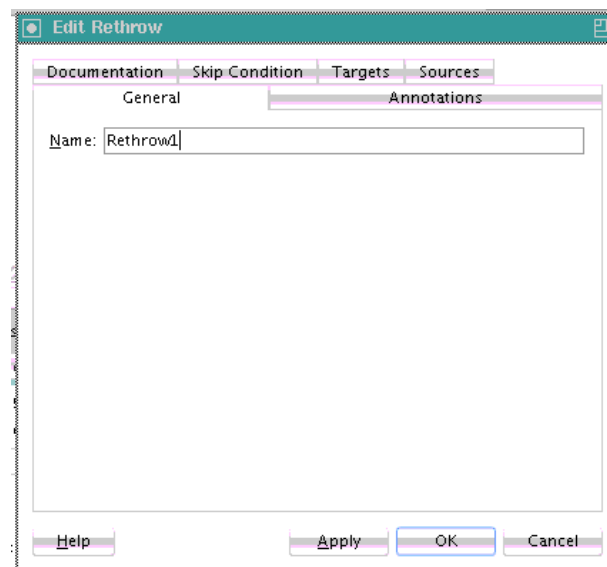 Edit Rethrow
Documentation Skip Condition Targets Sources
General Annotations
Name: Rethrow1
Help Apply OK Cancel